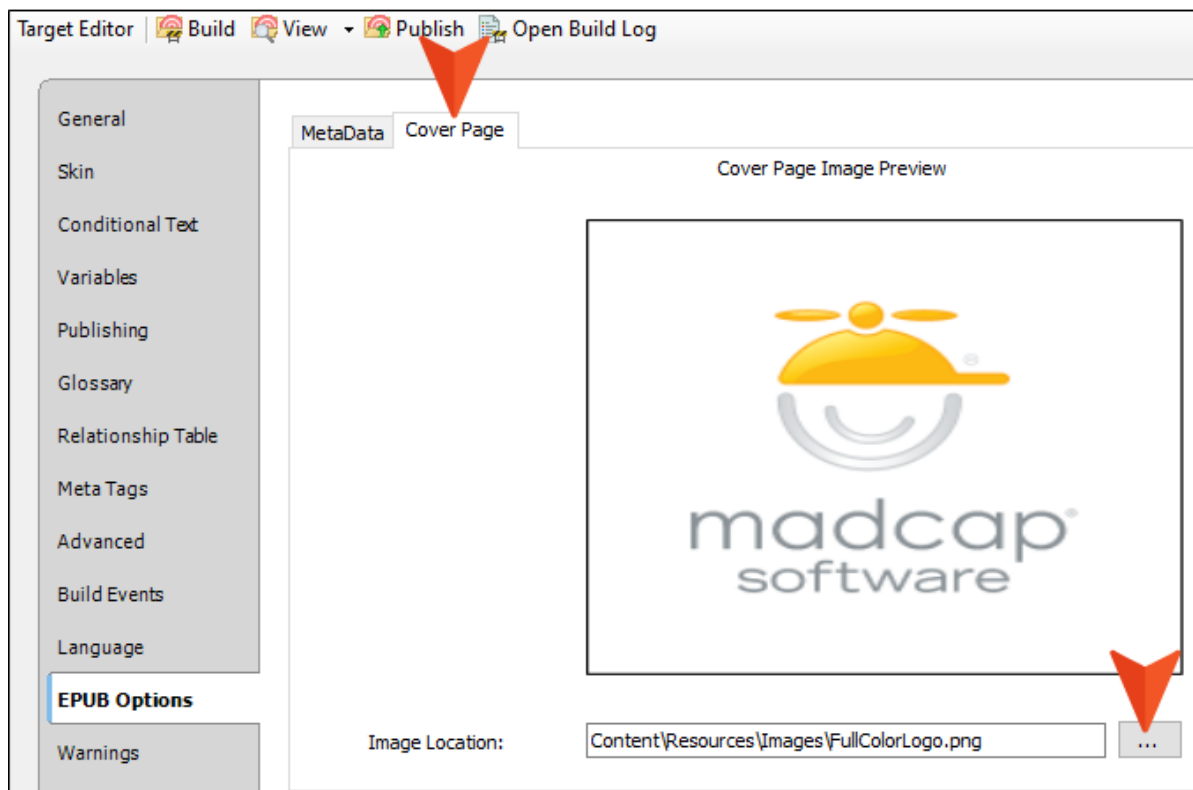 Target Editor Build View Publish Open Build Log
General
Skin
Conditional Text
Variables
Publishing
Glossary
Relationship Table
Meta Tags
Advanced
Build Events
Language
EPUB Options
Warnings
MetaData Cover Page
Cover Page Image Preview
®
madcap®
software
Image Location: Content\Resources\Images\FullColorLogo.png ...